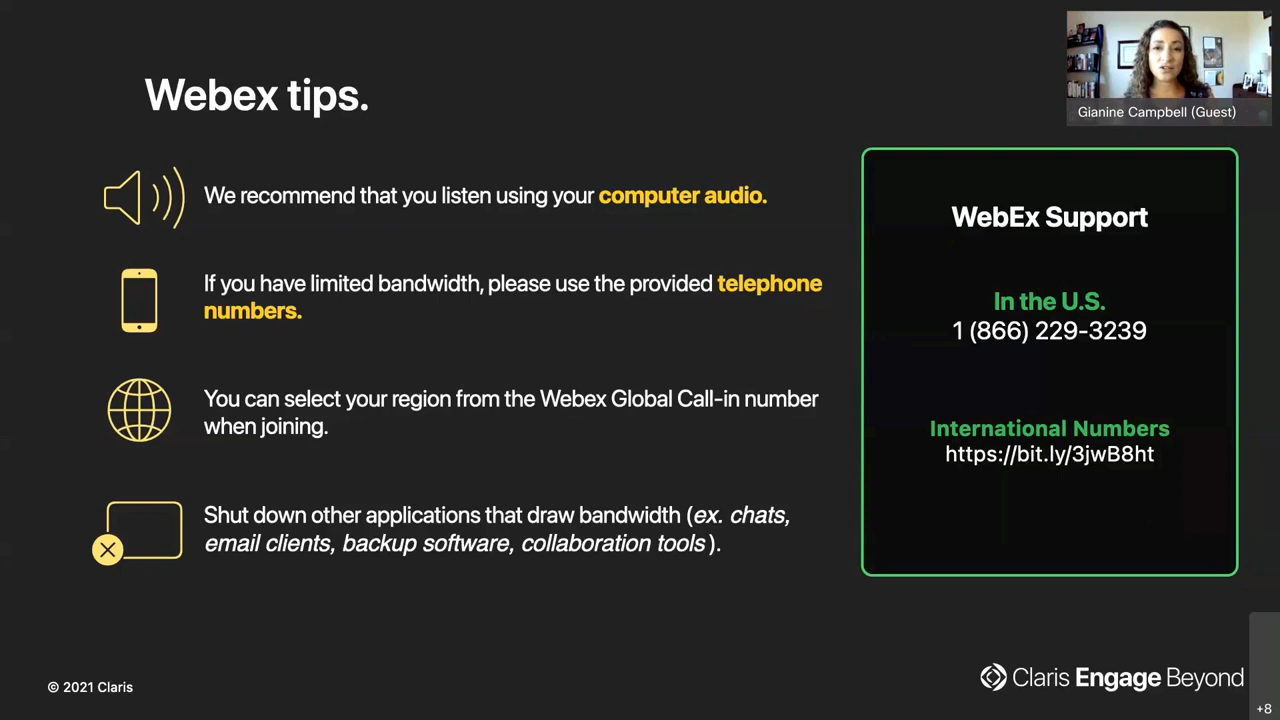 Webex tips.
Gianine Campbell (Guest)
We recommend that you listen using your computer audio.
If you have limited bandwidth, please use the provided telephone
numbers.
You can select your region from the Webex Global Call-in number
when joining.
Shut down other applications that draw bandwidth (ex. chats,
email clients, backup software, collaboration tools).
WebEx Support
In the U.S.
1 (866) 229-3239
International Numbers
https://bit.ly/3jwB8ht
© 2021 Claris
Claris Engage Beyond
+8